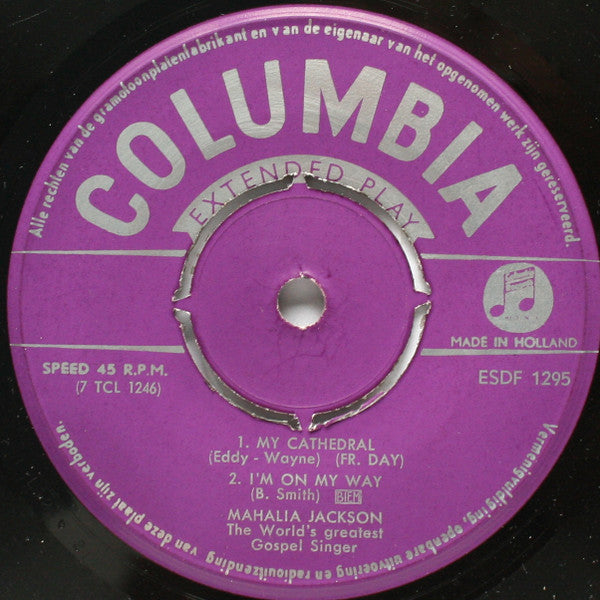 Alle rechten van de gramofoonplatenfabrikant en van de eigenaar van het opgenomen werk zijn gereserveerd.
COLUMBIA
EXTENDED PLAY
MADE IN HOLLAND
SPEED 45 R.P.M.
(7 TCL 1246)
ESDF 1295
1. MY CATHEDRAL
(Eddy - Wayne) (FR. DAY)
2. I'M ON MY WAY
(B. Smith) BIEM
MAHALIA JACKSON
The World's greatest
Gospel Singer
Vermenigvuldiging, openbare uitvoering en radiouitzending van deze plaat zijn verboden.